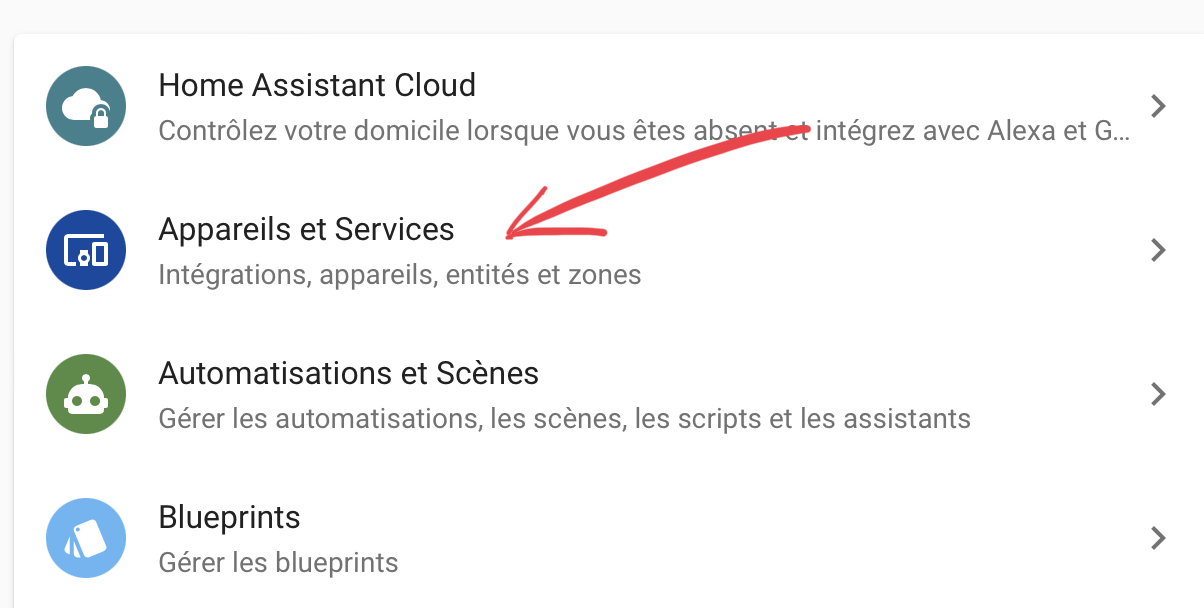 Home Assistant Cloud
Contrôlez votre domicile lorsque vous êtes absent et intégrez avec Alexa et G...
Appareils et Services
Intégrations, appareils, entités et zones
Automatisations et Scènes
Gérer les automatisations, les scènes, les scripts et les assistants
Blueprints
Gérer les blueprints